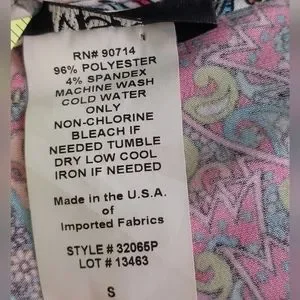 RN# 90714
96% POLYESTER
4% SPANDEX
MACHINE WASH
COLD WATER
ONLY
NON-CHLORINE
BLEACH IF
NEEDED TUMBLE
DRY LOW COOL
IRON IF NEEDED
Made in the U.S.A.
of
Imported Fabrics
STYLE # 32065P
LOT # 13463
S